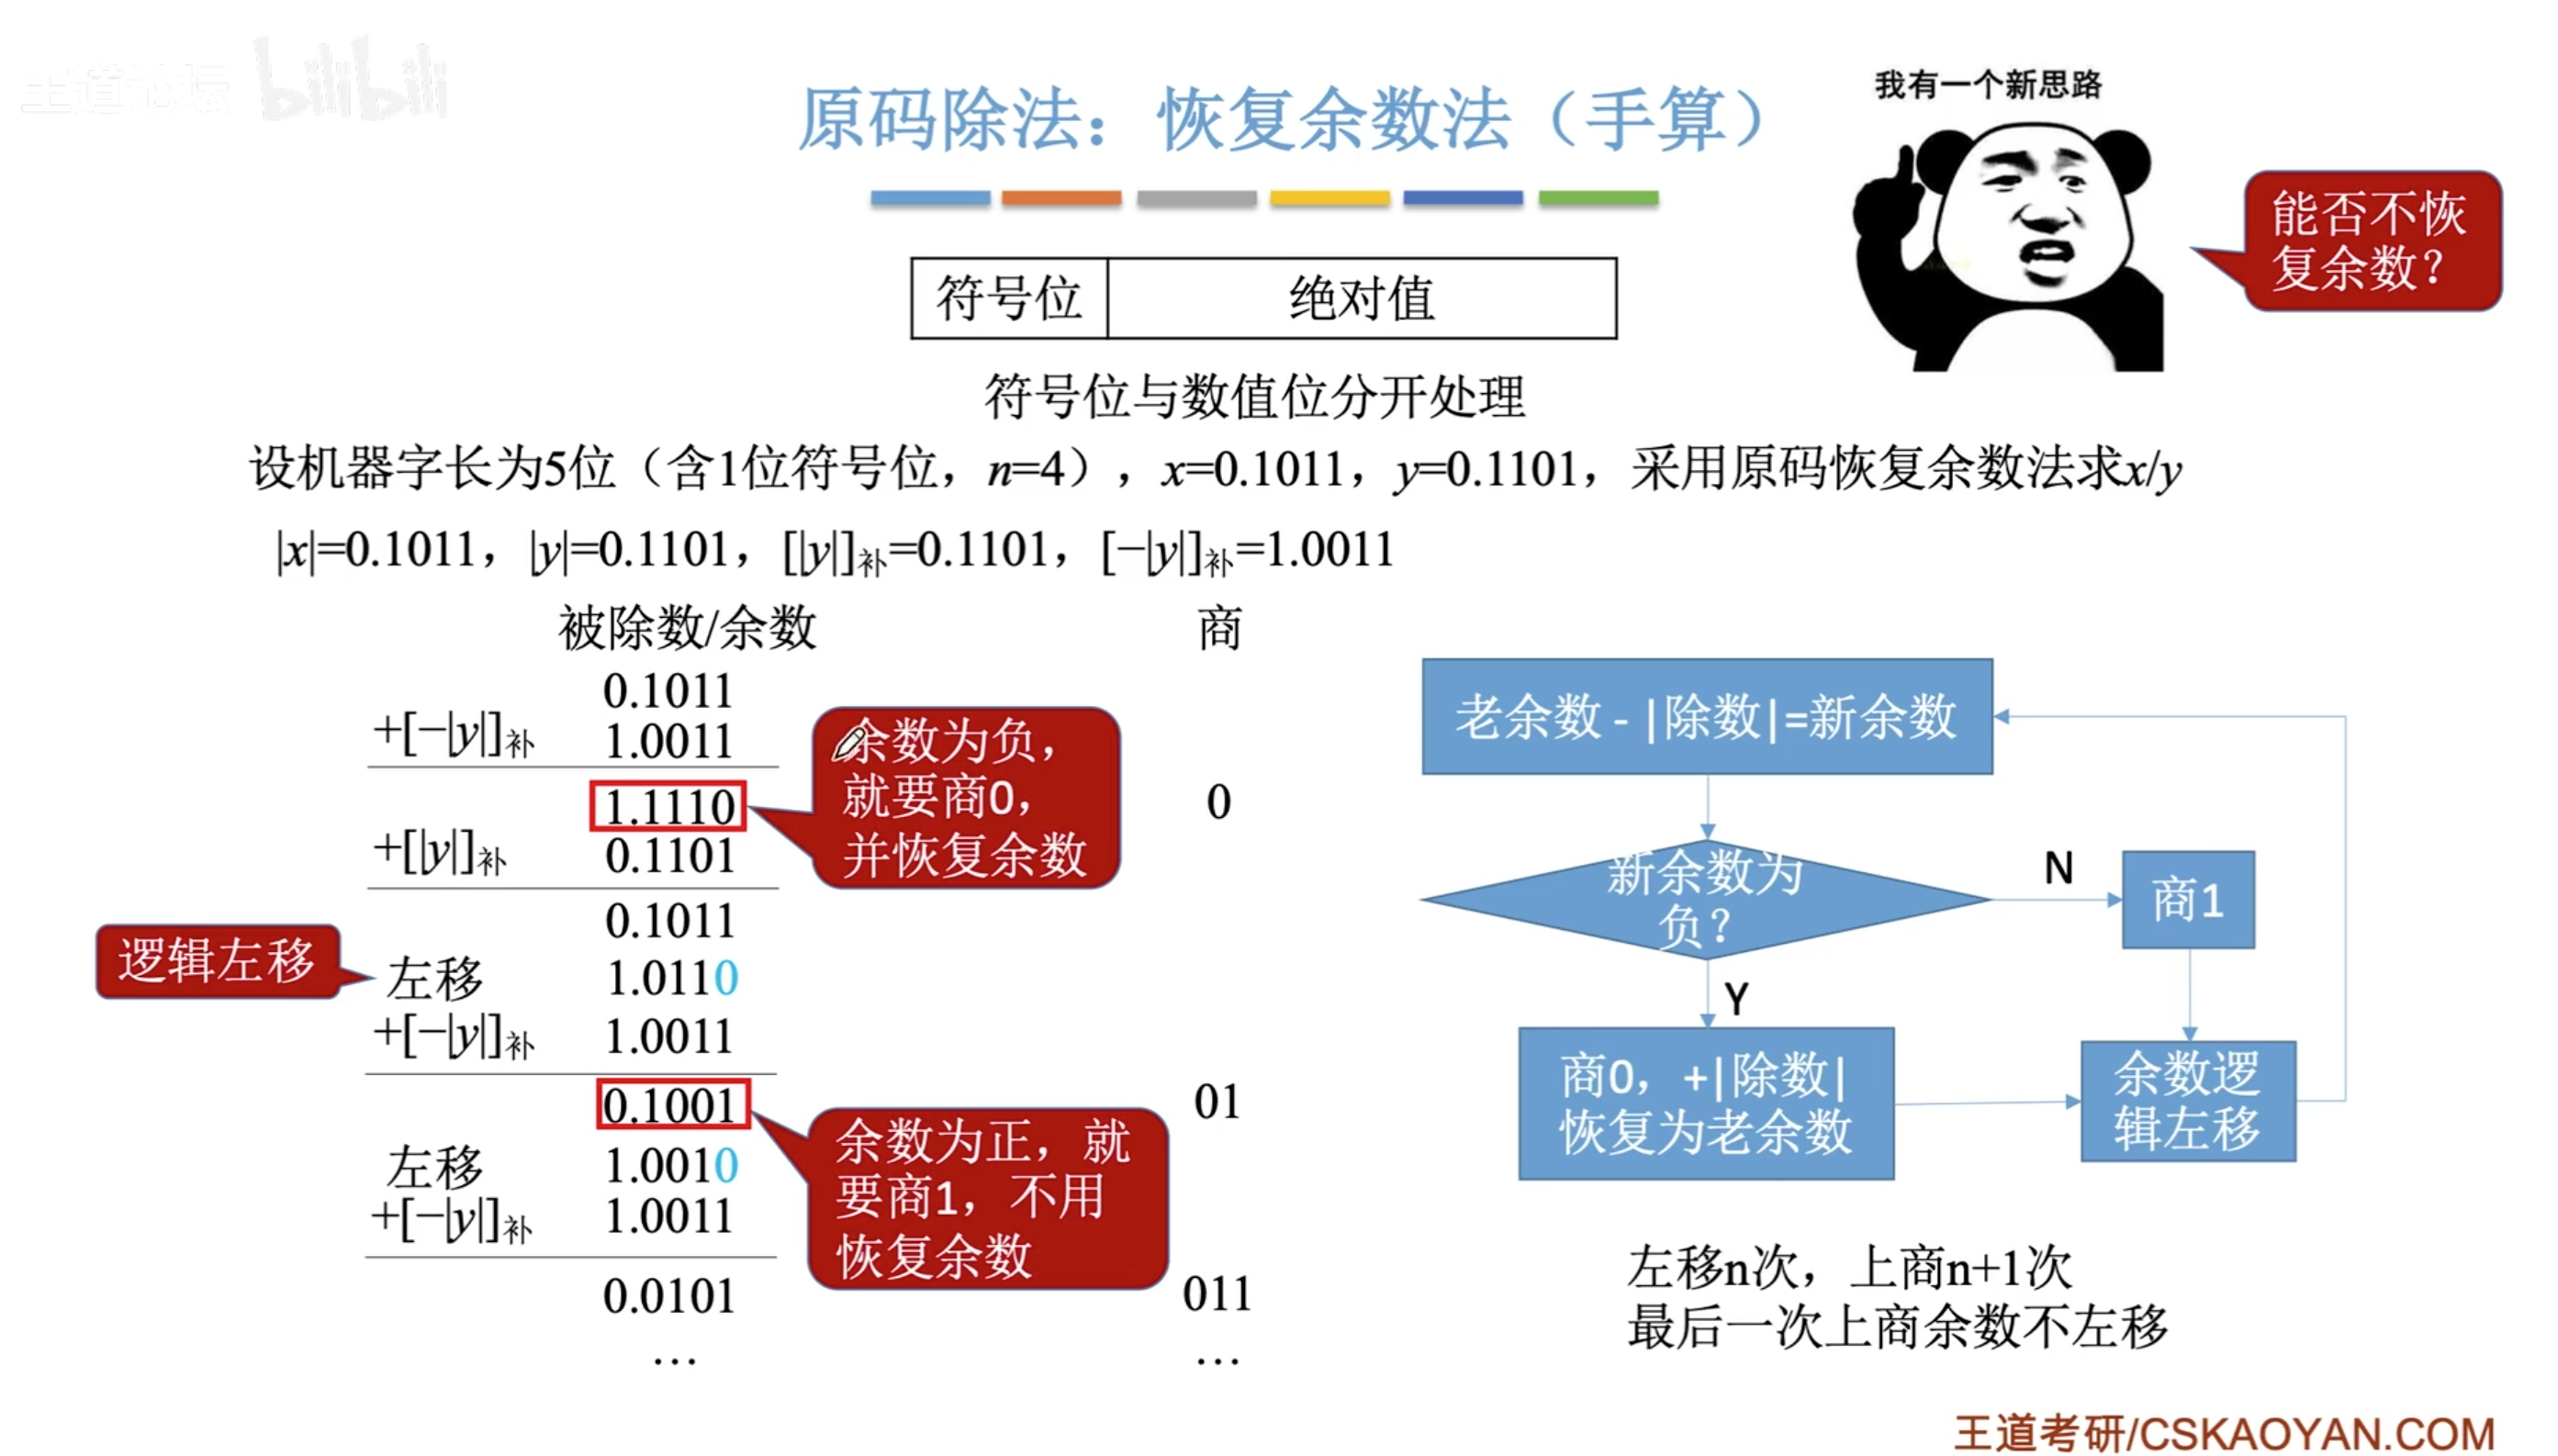 王道论坛 bilibili
原码除法：恢复余数法（手算）
我有一个新思路
能否不恢
复余数？
符号位 绝对值
符号位与数值位分开处理
设机器字长为5位（含1位符号位，n=4），x=0.1011，y=0.1101，采用原码恢复余数法求x/y
|x|=0.1011，|y|=0.1101，[|y|]补=0.1101，[−|y|]补=1.0011
被除数/余数 商
0.1011
+[−|y|]补 1.0011
1.1110 0
+[|y|]补 0.1101
0.1011
左移 1.0110
+[−|y|]补 1.0011
0.1001 01
左移 1.0010
+[−|y|]补 1.0011
0.0101 011
… …
余数为负，
就要商0，
并恢复余数
逻辑左移
余数为正，就
要商1，不用
恢复余数
老余数 - |除数|=新余数
新余数为
负？
N
商1
Y
商0，+|除数|
恢复为老余数
余数逻
辑左移
左移n次，上商n+1次
最后一次上商余数不左移
王道考研/CSKAOYAN.COM